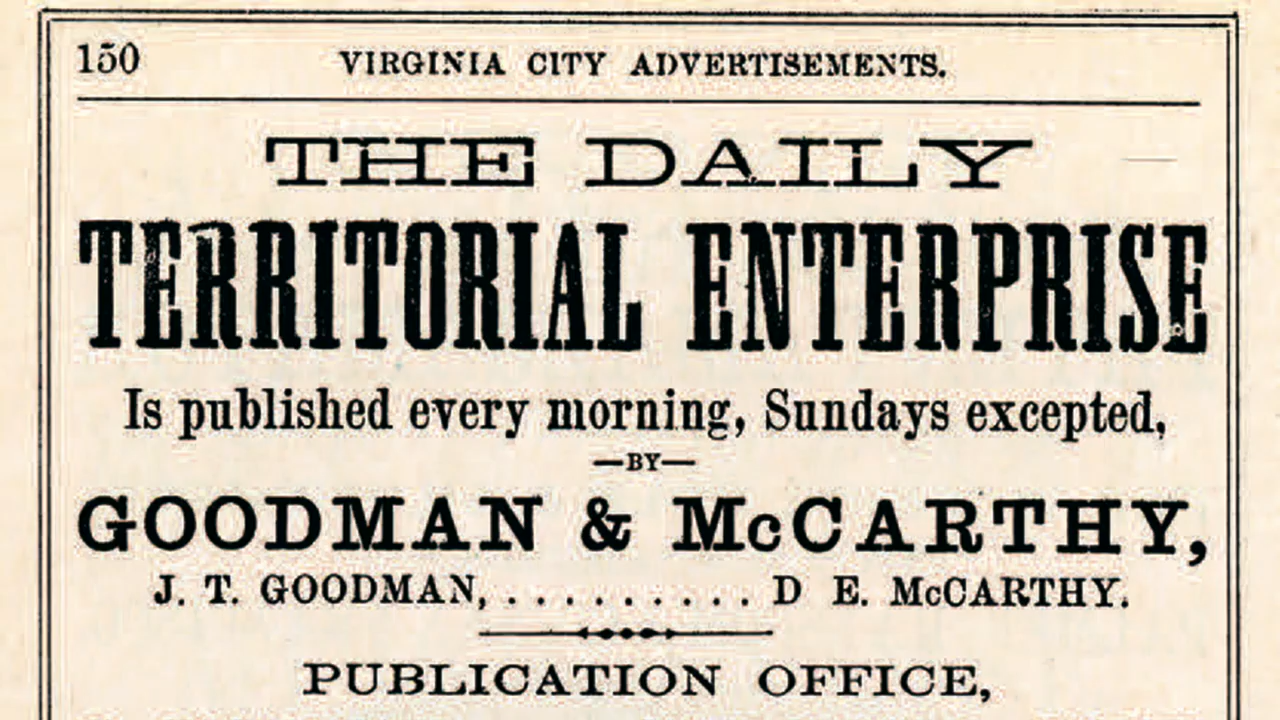 150 VIRGINIA CITY ADVERTISEMENTS.
THE DAILY
TERRITORIAL ENTERPRISE
Is published every morning, Sundays excepted,
—BY—
GOODMAN & McCARTHY,
J. T. GOODMAN, . . . . . . . . . . D E. McCARTHY.
PUBLICATION OFFICE,